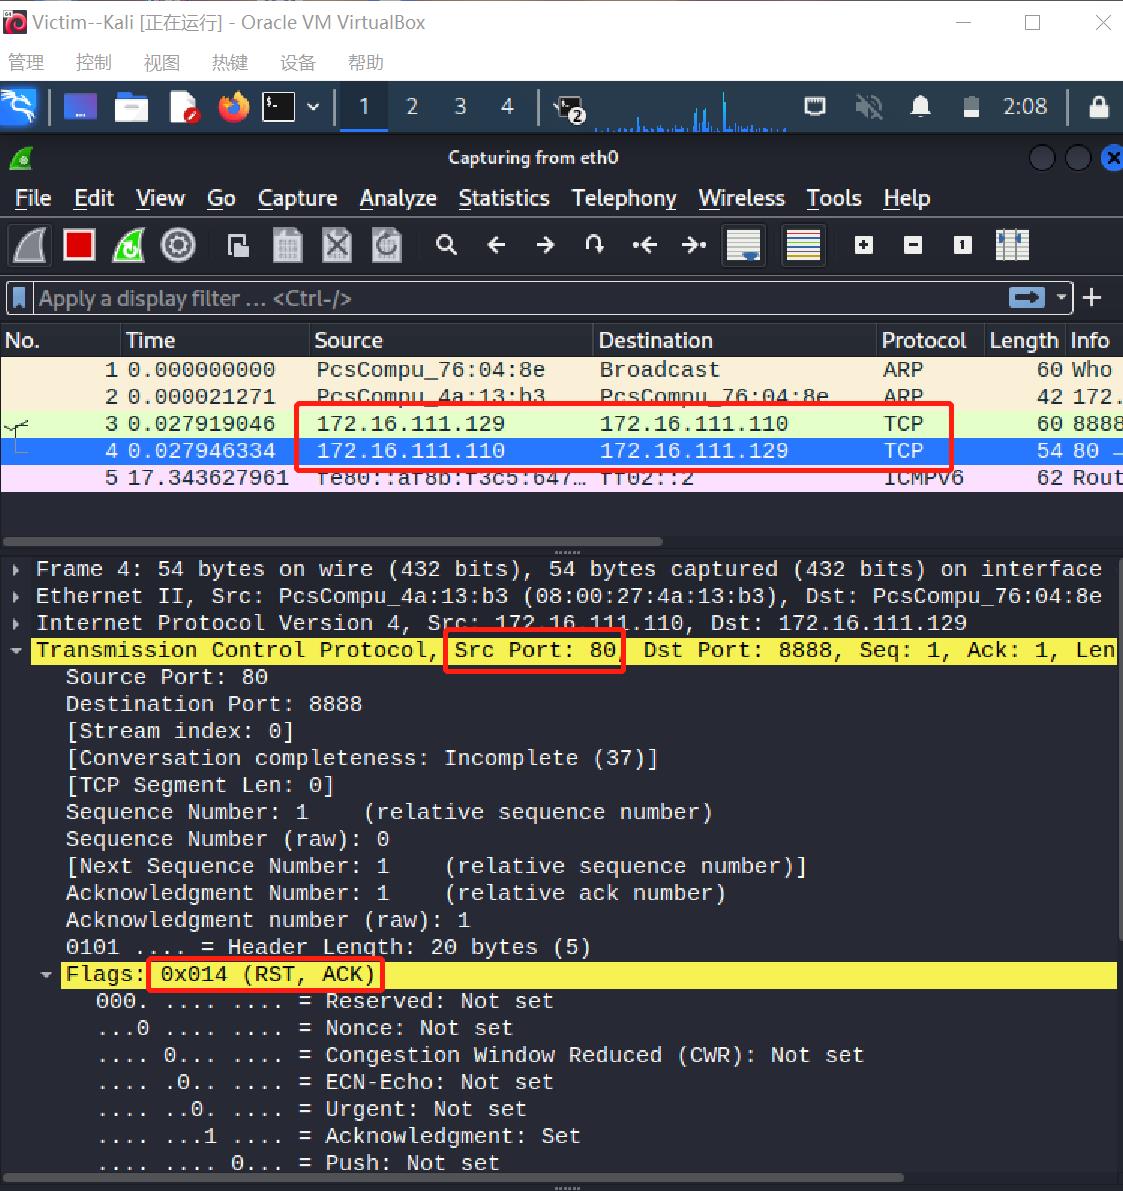 Victim--Kali [正在运行] - Oracle VM VirtualBox
管理 控制 视图 热键 设备 帮助
1 2 3 4 2 2:08
Capturing from eth0
File Edit View Go Capture Analyze Statistics Telephony Wireless Tools Help
Apply a display filter ... <Ctrl-/>
No. Time Source Destination Protocol Length Info
1 0.000000000 PcsCompu_76:04:8e Broadcast ARP 60 Who
2 0.000021271 PcsCompu_4a:13:b3 PcsCompu_76:04:8e ARP 42 172.
3 0.027919046 172.16.111.129 172.16.111.110 TCP 60 8888
4 0.027946334 172.16.111.110 172.16.111.129 TCP 54 80 →
5 17.343627961 fe80::af8b:f3c5:647… ff02::2 ICMPv6 62 Rout
Frame 4: 54 bytes on wire (432 bits), 54 bytes captured (432 bits) on interface
Ethernet II, Src: PcsCompu_4a:13:b3 (08:00:27:4a:13:b3), Dst: PcsCompu_76:04:8e
Internet Protocol Version 4, Src: 172.16.111.110, Dst: 172.16.111.129
Transmission Control Protocol, Src Port: 80, Dst Port: 8888, Seq: 1, Ack: 1, Len
Source Port: 80
Destination Port: 8888
[Stream index: 0]
[Conversation completeness: Incomplete (37)]
[TCP Segment Len: 0]
Sequence Number: 1 (relative sequence number)
Sequence Number (raw): 0
[Next Sequence Number: 1 (relative sequence number)]
Acknowledgment Number: 1 (relative ack number)
Acknowledgment number (raw): 1
0101 .... = Header Length: 20 bytes (5)
Flags: 0x014 (RST, ACK)
000. .... .... = Reserved: Not set
...0 .... .... = Nonce: Not set
.... 0... .... = Congestion Window Reduced (CWR): Not set
.... .0.. .... = ECN-Echo: Not set
.... ..0. .... = Urgent: Not set
.... ...1 .... = Acknowledgment: Set
.... .... 0... = Push: Not set